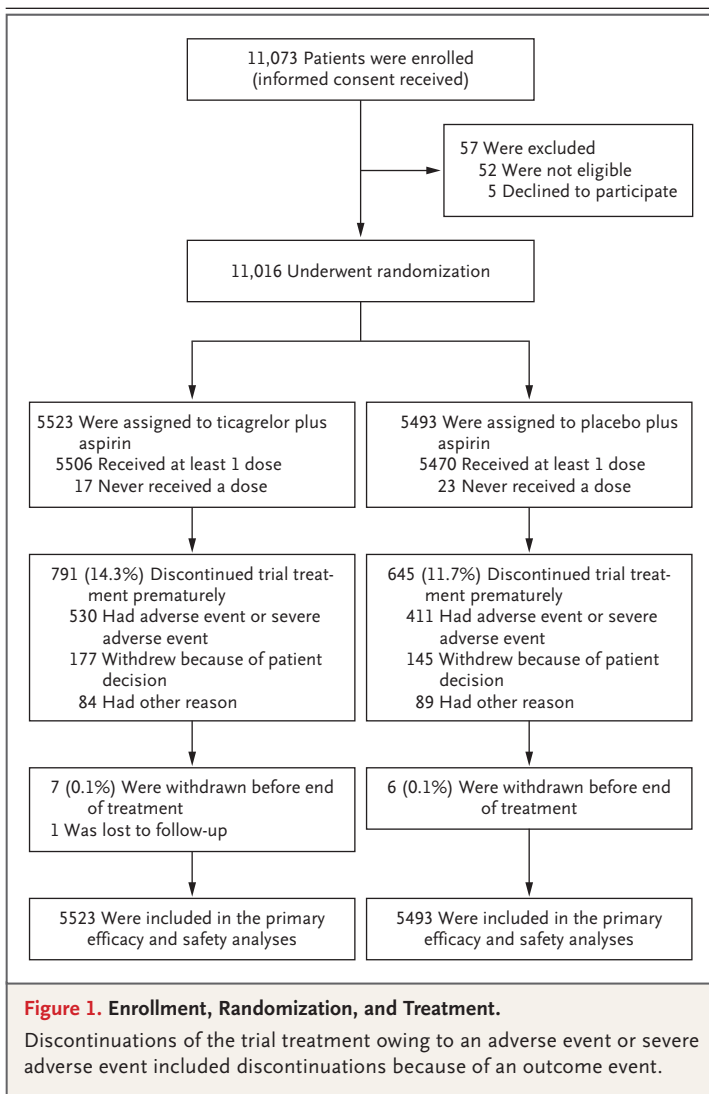 11,073 Patients were enrolled
(informed consent received)
57 Were excluded
52 Were not eligible
5 Declined to participate
11,016 Underwent randomization
5523 Were assigned to ticagrelor plus
aspirin
5506 Received at least 1 dose
17 Never received a dose
5493 Were assigned to placebo plus
aspirin
5470 Received at least 1 dose
23 Never received a dose
791 (14.3%) Discontinued trial treat-
ment prematurely
530 Had adverse event or severe
adverse event
177 Withdrew because of patient
decision
84 Had other reason
645 (11.7%) Discontinued trial treat-
ment prematurely
411 Had adverse event or severe
adverse event
145 Withdrew because of patient
decision
89 Had other reason
7 (0.1%) Were withdrawn before end
of treatment
1 Was lost to follow-up
6 (0.1%) Were withdrawn before end
of treatment
5523 Were included in the primary
efficacy and safety analyses
5493 Were included in the primary
efficacy and safety analyses
Figure 1. Enrollment, Randomization, and Treatment.
Discontinuations of the trial treatment owing to an adverse event or severe
adverse event included discontinuations because of an outcome event.